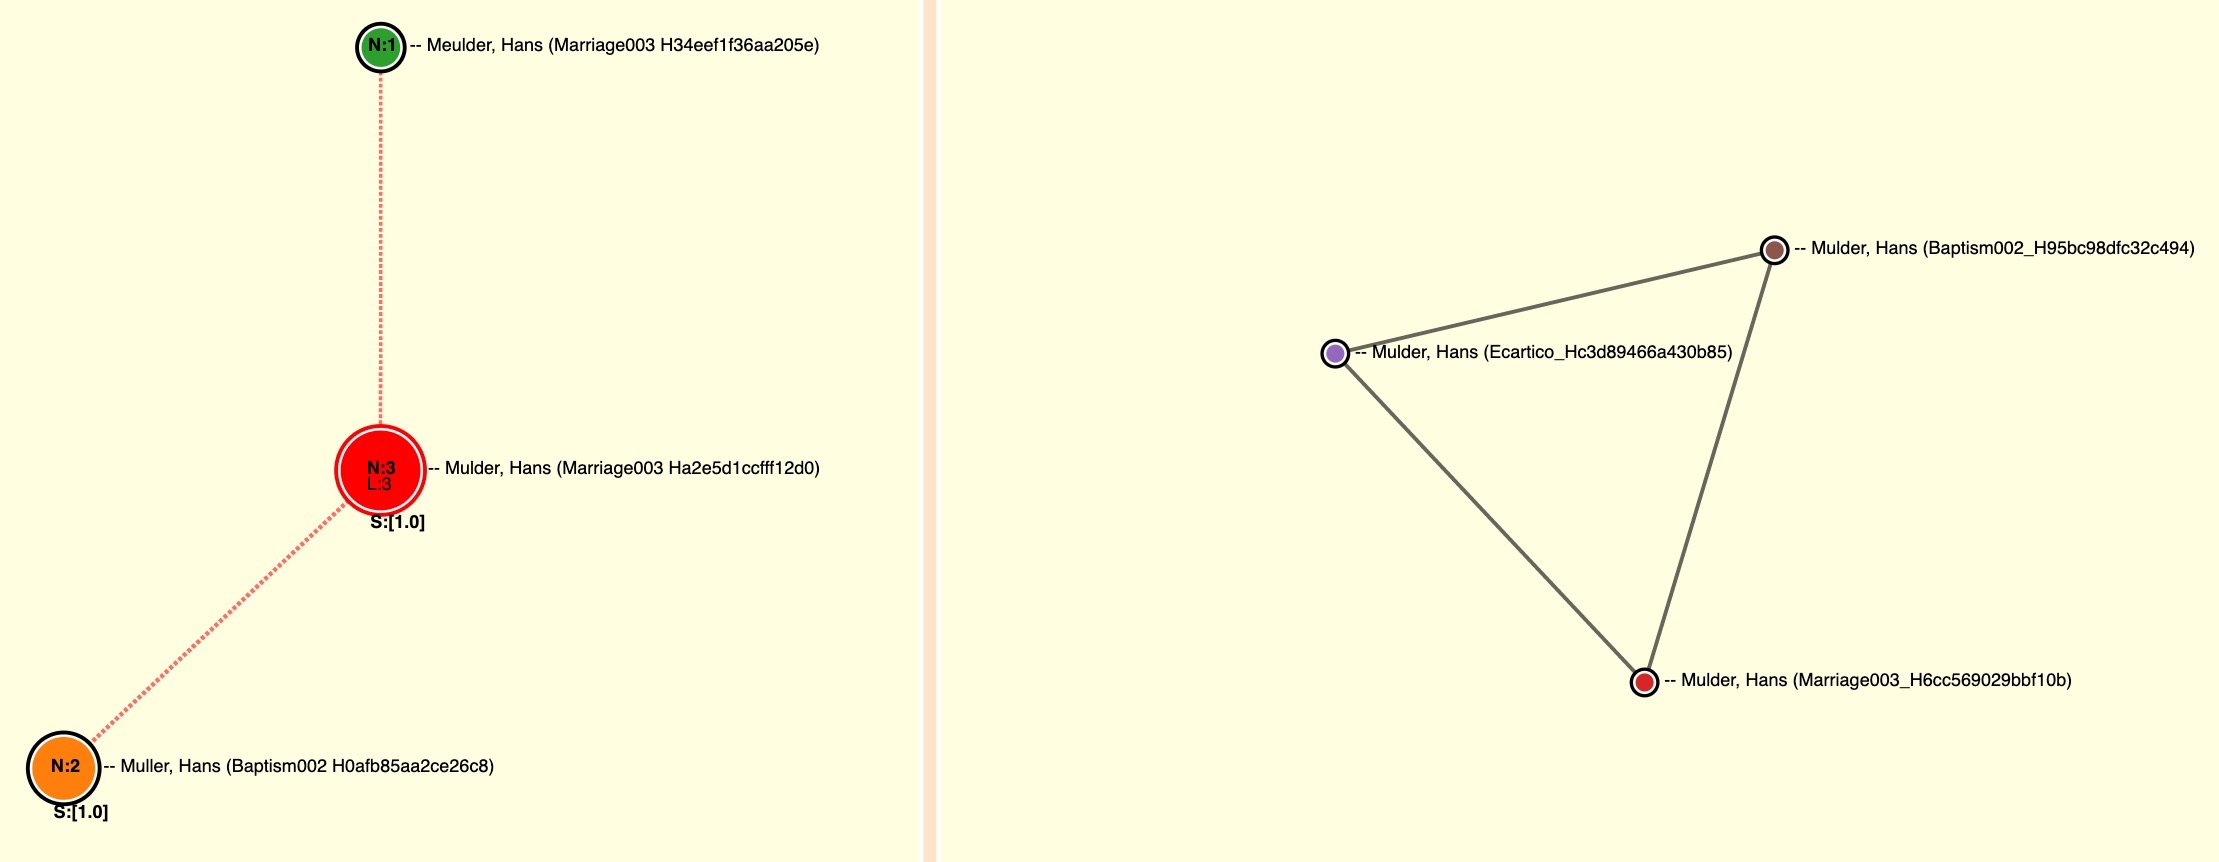 N:1 -- Meulder, Hans (Marriage003 H34eef1f36aa205e)
N:3 -- Mulder, Hans (Marriage003 Ha2e5d1ccfff12d0)
L:3
S:[1.0]
N:2 -- Muller, Hans (Baptism002 H0afb85aa2ce26c8)
S:[1.0]
-- Mulder, Hans (Baptism002_H95bc98dfc32c494)
-- Mulder, Hans (Ecartico_Hc3d89466a430b85)
-- Mulder, Hans (Marriage003_H6cc569029bbf10b)